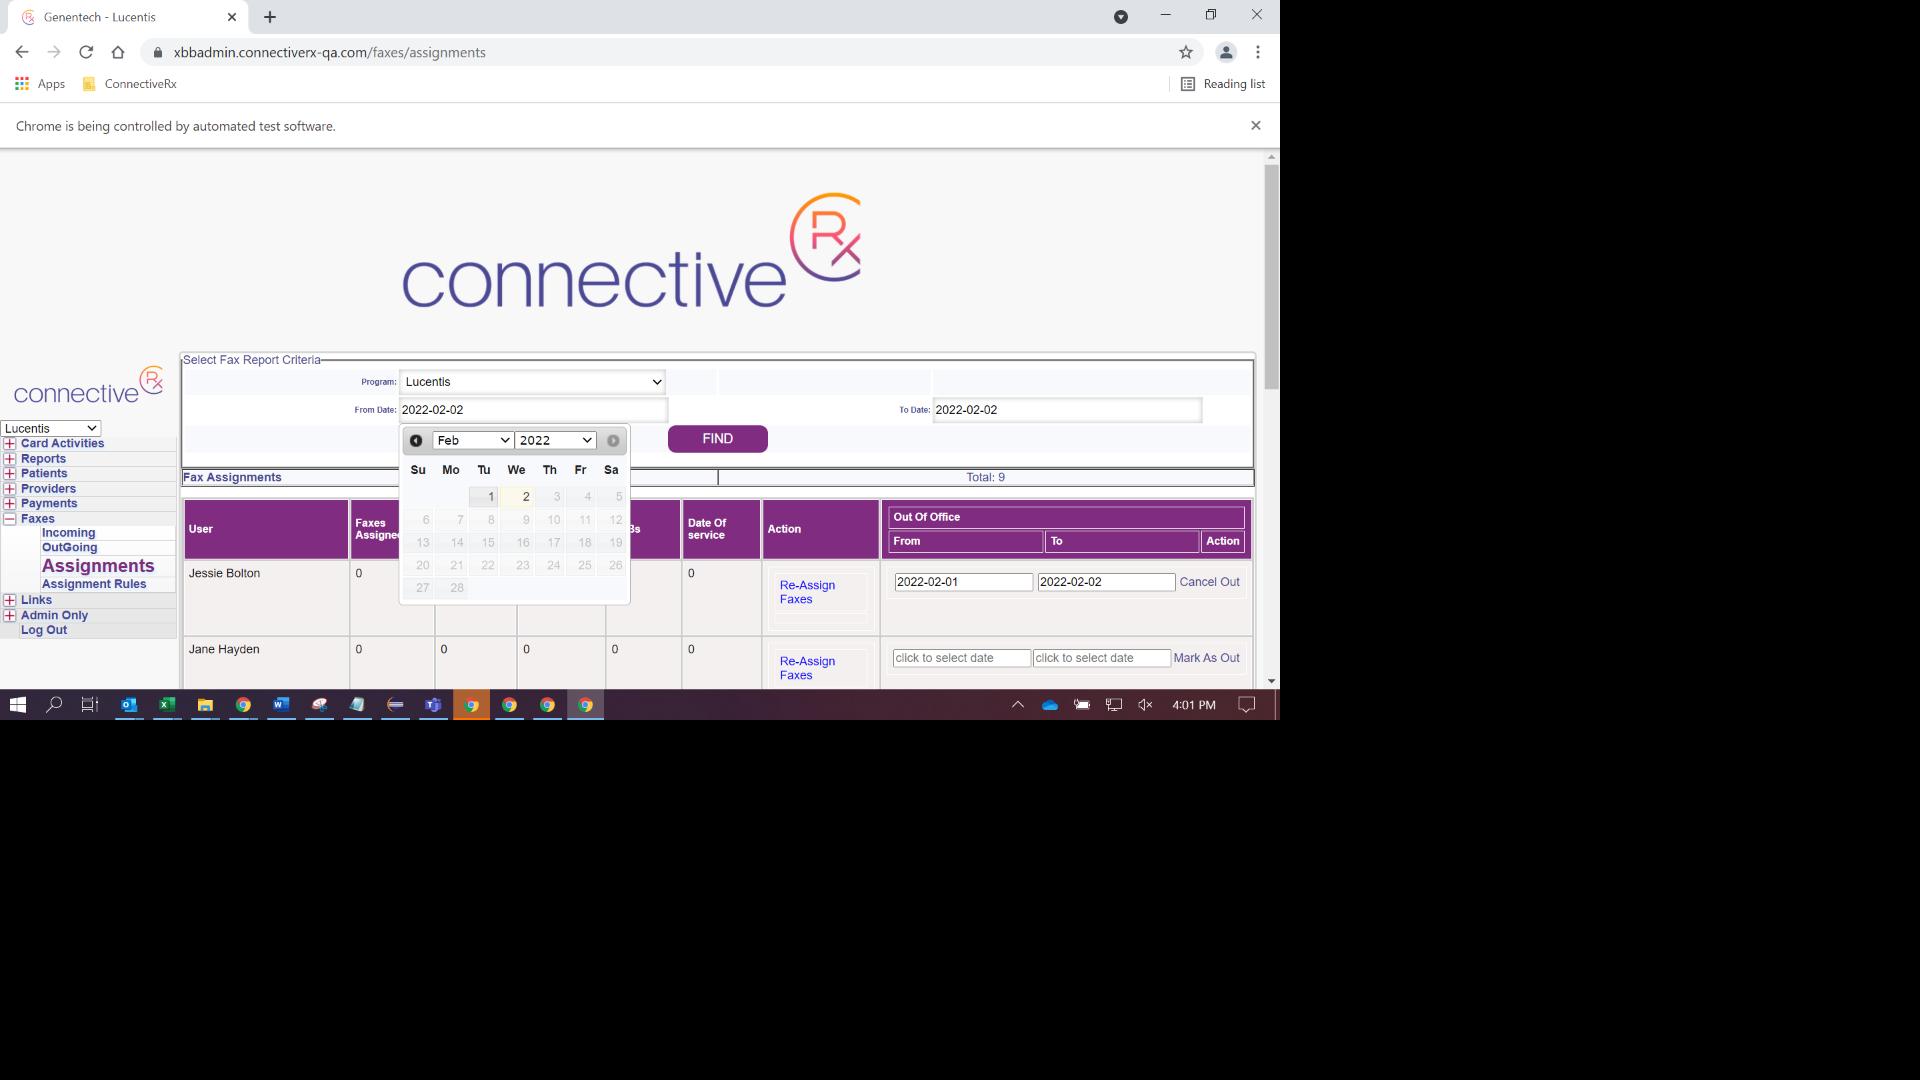 Genentech - Lucentis
xbbadmin.connectiverx-qa.com/faxes/assignments
Apps
ConnectiveRx
Reading list
Chrome is being controlled by automated test software.
connective Rx
connective Rx
Select Fax Report Criteria
Program:
Lucentis
From Date:
2022-02-02
To Date:
2022-02-02
FIND
Feb
2022
Su Mo Tu We Th Fr Sa
1 2 3 4 5
6 7 8 9 10 11 12
13 14 15 16 17 18 19
20 21 22 23 24 25 26
27 28
Lucentis
Card Activities
Reports
Patients
Providers
Payments
Faxes
Incoming
OutGoing
Assignments
Assignment Rules
Links
Admin Only
Log Out
Fax Assignments
Total: 9
User
Faxes
Assigned
Bs
Date Of
service
Action
Out Of Office
From
To
Action
Jessie Bolton
0
0
Re-Assign
Faxes
2022-02-01
2022-02-02
Cancel Out
Jane Hayden
0
0
0
0
0
Re-Assign
Faxes
click to select date
click to select date
Mark As Out
4:01 PM